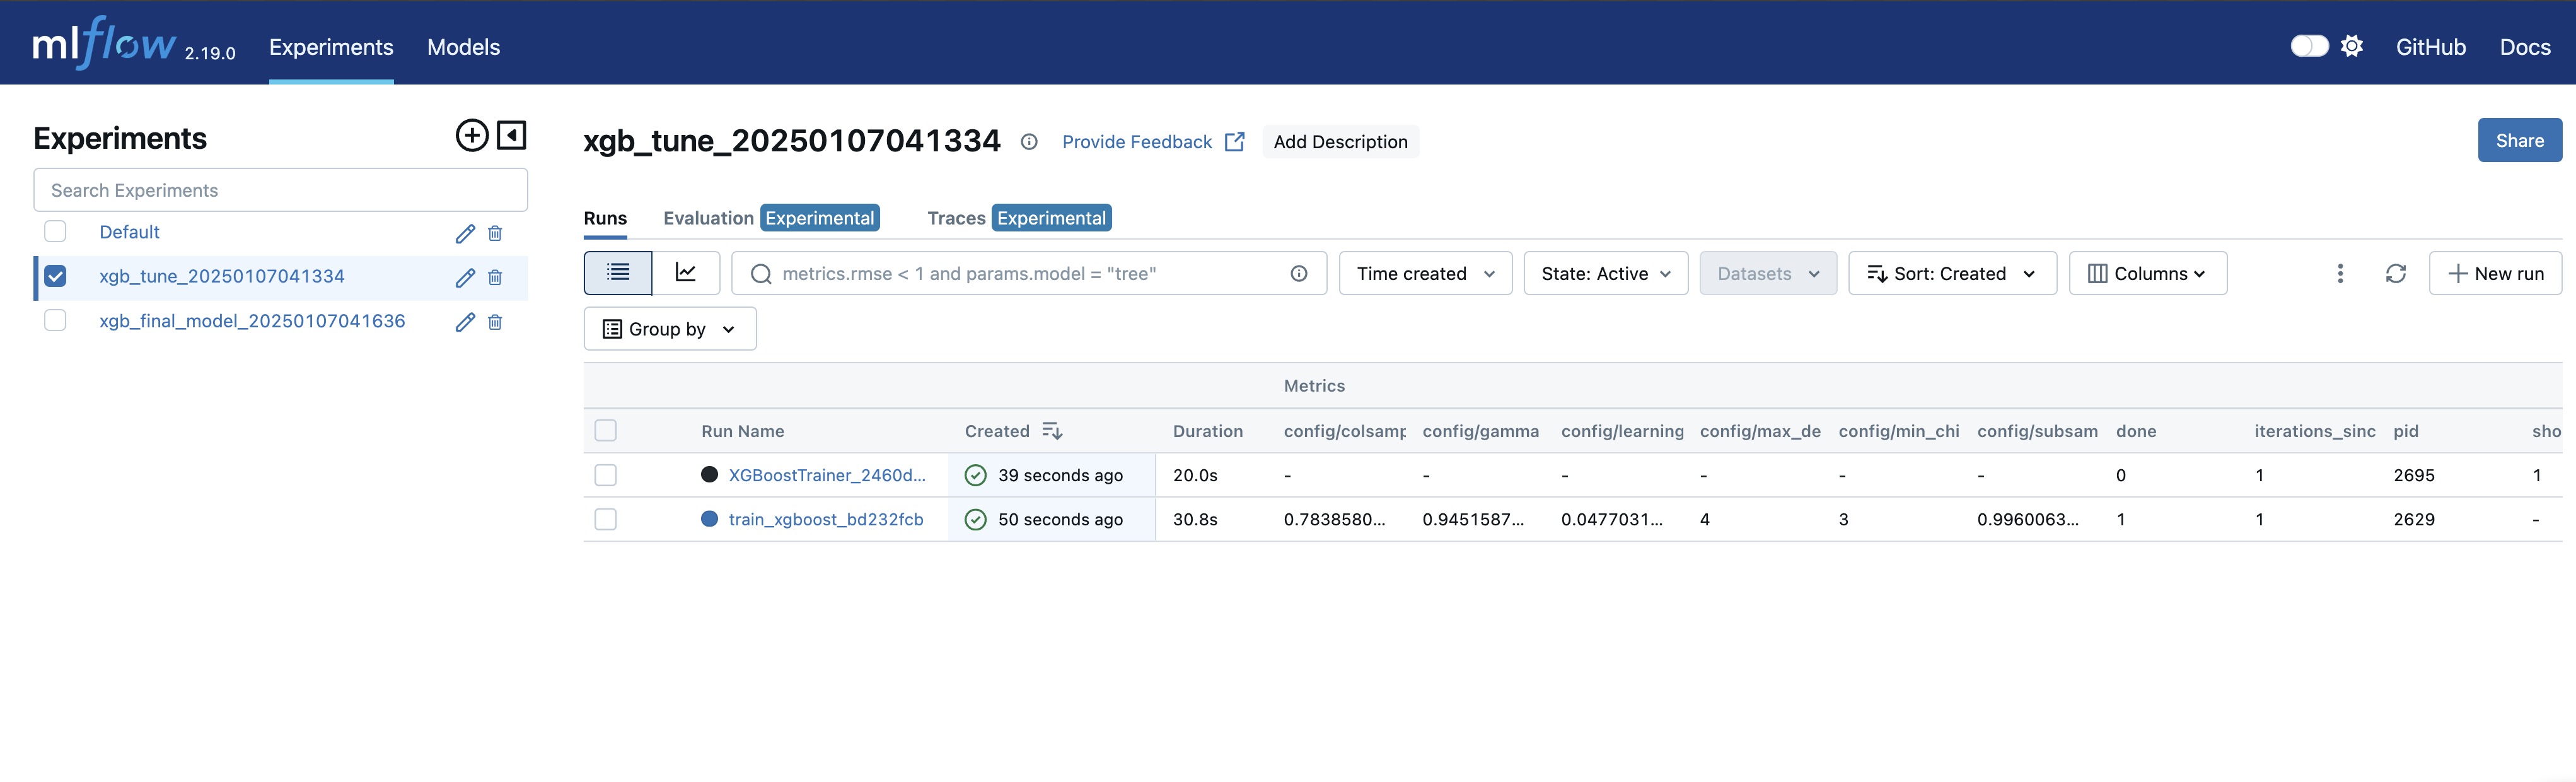 mlflow 2.19.0 Experiments Models GitHub Docs
Experiments
Search Experiments
Default
xgb_tune_20250107041334
xgb_final_model_20250107041636
xgb_tune_20250107041334 Provide Feedback Add Description Share
Runs Evaluation Experimental Traces Experimental
metrics.rmse < 1 and params.model = "tree" Time created State: Active Datasets Sort: Created Columns New run
Group by
Metrics
Run Name Created Duration config/colsamp config/gamma config/learning config/max_de config/min_chi config/subsam done iterations_sinc pid sho
XGBoostTrainer_2460d... 39 seconds ago 20.0s - - - - - - 0 1 2695 1
train_xgboost_bd232fcb 50 seconds ago 30.8s 0.7838580... 0.9451587... 0.0477031... 4 3 0.9960063... 1 1 2629 -